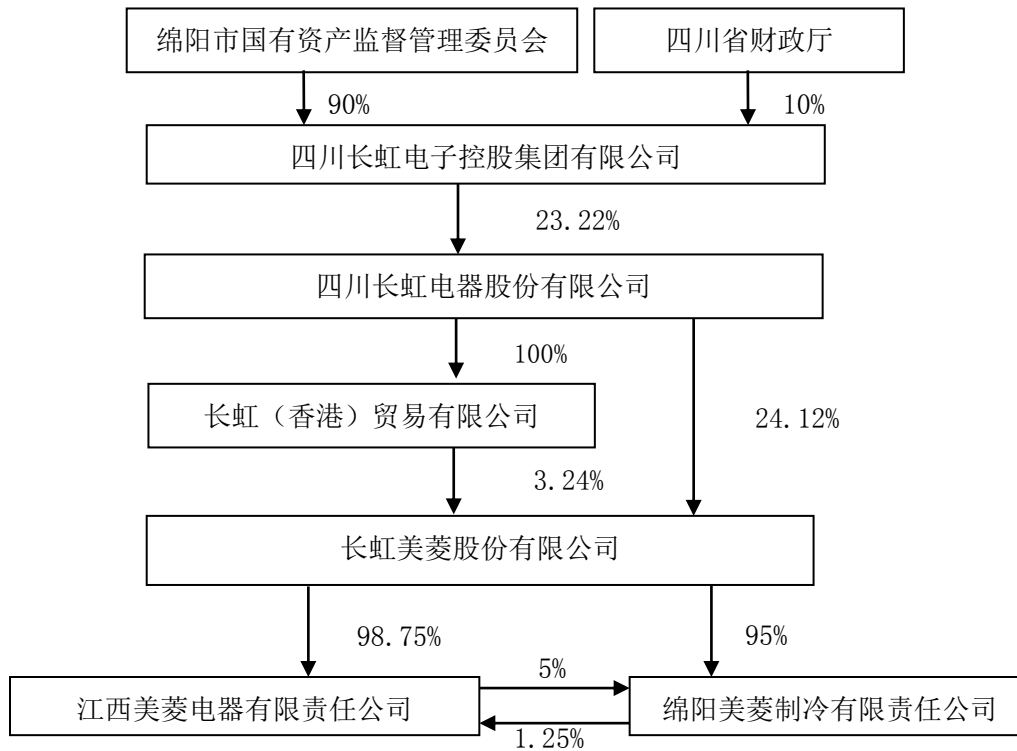 绵阳市国有资产监督管理委员会
四川省财政厅
90%
10%
四川长虹电子控股集团有限公司
23.22%
四川长虹电器股份有限公司
100%
长虹（香港）贸易有限公司
24.12%
3.24%
长虹美菱股份有限公司
98.75%
95%
5%
江西美菱电器有限责任公司
绵阳美菱制冷有限责任公司
1.25%